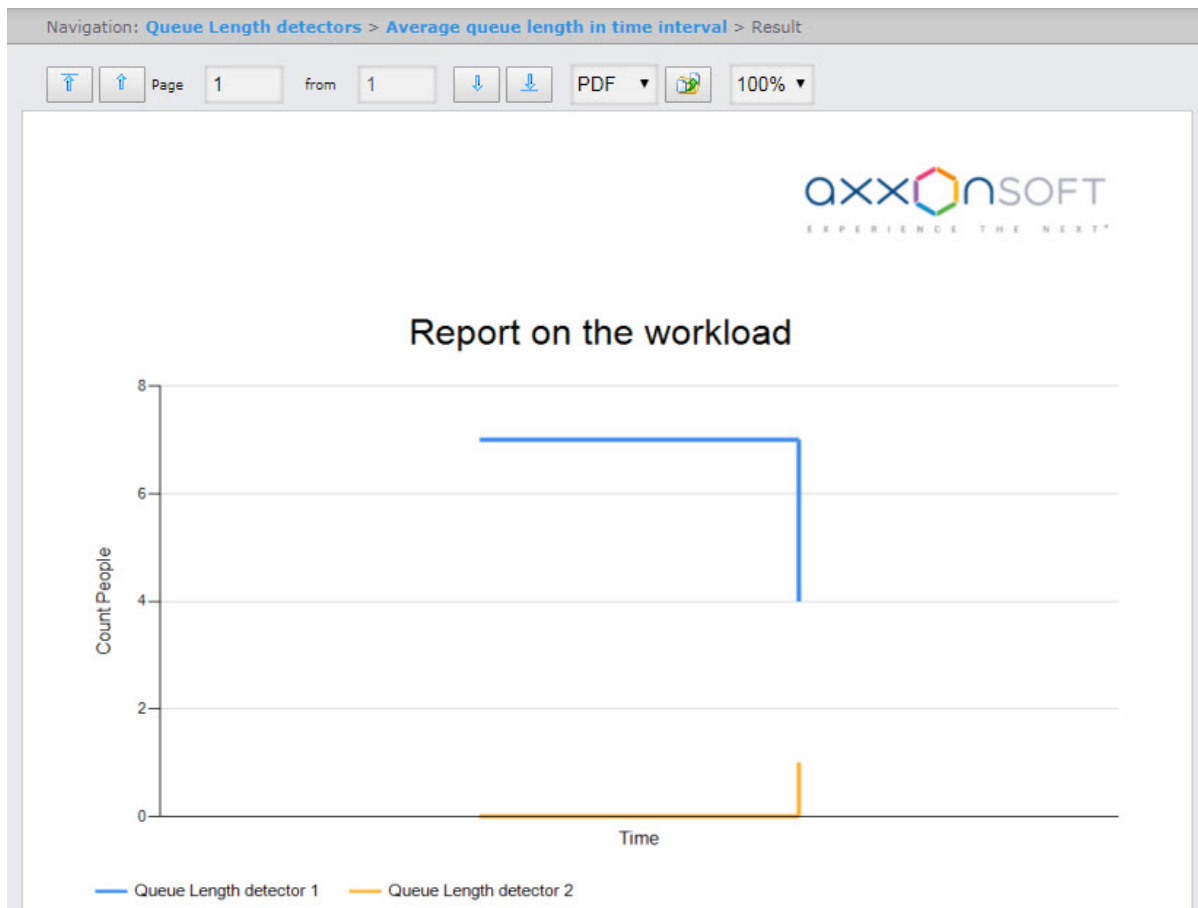 Navigation: Queue Length detectors > Average queue length in time interval > Result
Page 1 from 1 PDF 100%
axxonsoft
EXPERIENCE THE NEXT
Report on the workload
8
6
4
2
0
Count People
Time
Queue Length detector 1 Queue Length detector 2